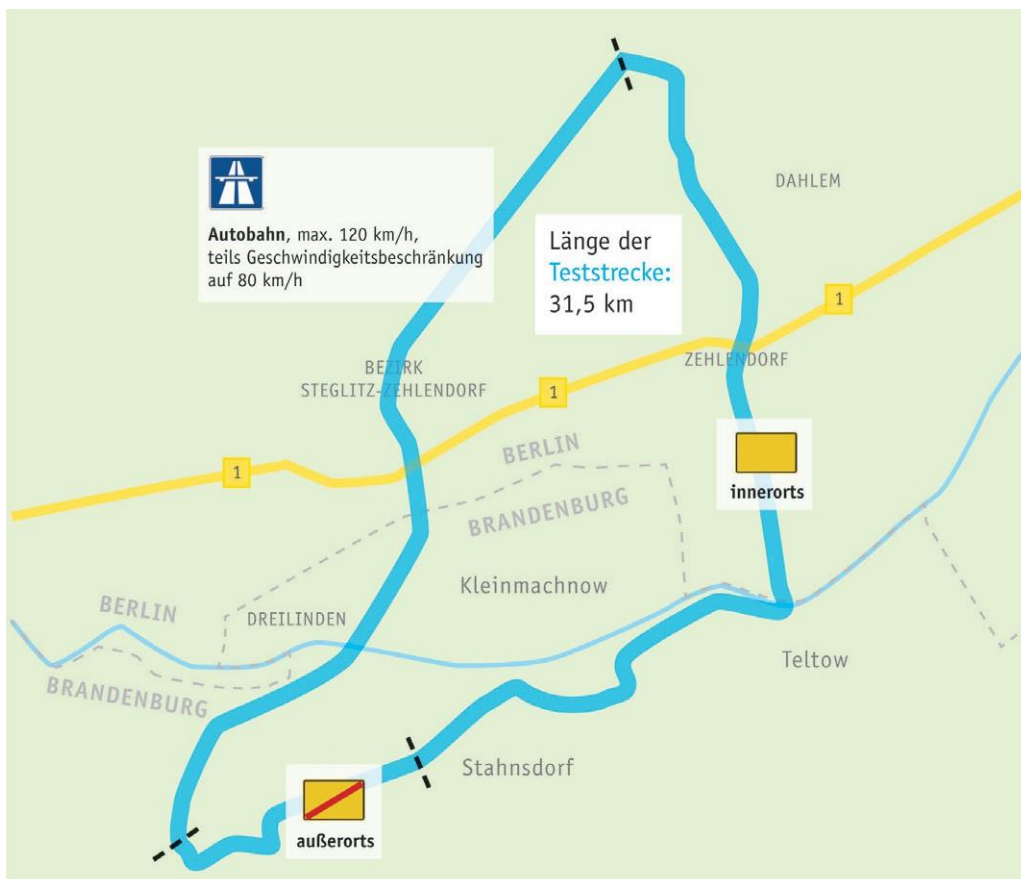 DAHLEM
Autobahn, max. 120 km/h,
teils Geschwindigkeitsbeschränkung
auf 80 km/h
Länge der
Teststrecke:
31,5 km
1
ZEHLENDORF
BEZIRK
STEGLITZ-ZEHLENDORF
1
1
BERLIN
BRANDENBURG
innerorts
Kleinmachnow
BERLIN
DREILINDEN
BRANDENBURG
Teltow
Stahnsdorf
außerorts